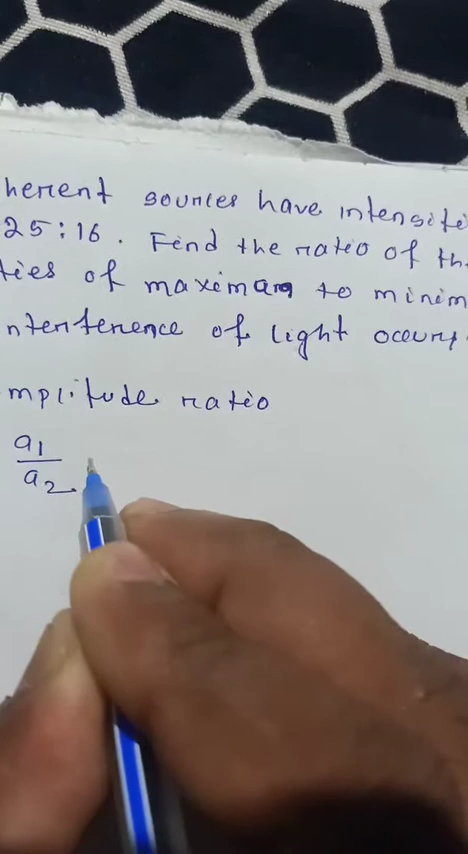 herent sources have intensitie
25:16. Find the ratio of th
ties of maximam to minim
nterference of light occurs
mplitude ratio
a1
a2